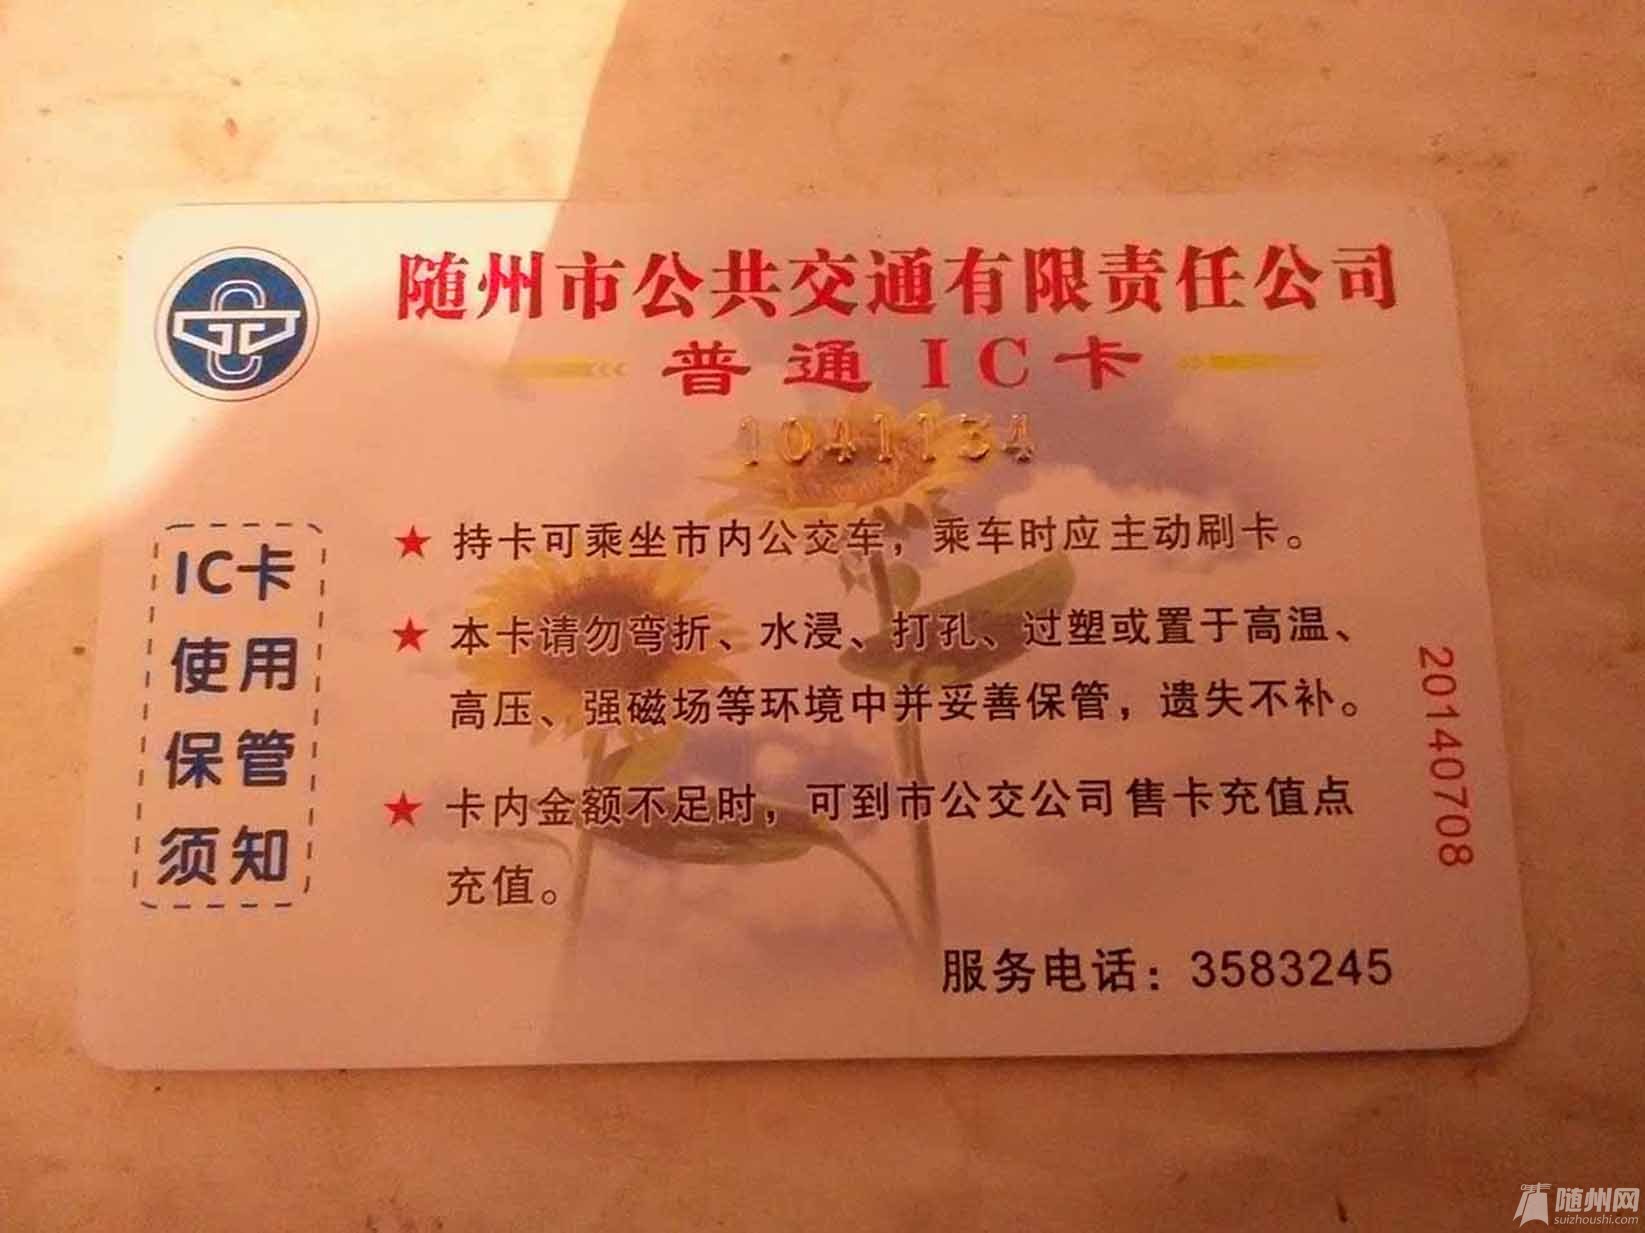 随州市公共交通有限责任公司
普通IC卡
1041134
IC卡
使用
保管
须知
★ 持卡可乘坐市内公交车，乘车时应主动刷卡。
★ 本卡请勿弯折、水浸、打孔、过塑或置于高温、
高压、强磁场等环境中并妥善保管，遗失不补。
★ 卡内金额不足时，可到市公交公司售卡充值点
充值。
服务电话：3583245
20140708
随州网
suizhoushi.com